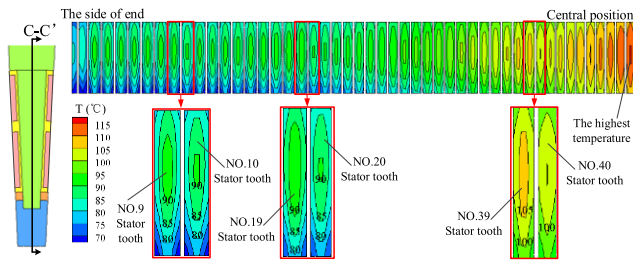 C-C'
The side of end
Central position
T (℃)
115
110
105
100
95
90
85
80
75
70
NO.9
Stator
tooth
90
85
80
NO.10
Stator tooth
90
85
80
NO.19
Stator
tooth
90
85
80
NO.20
Stator tooth
90
85
80
NO.39
Stator
tooth
105
100
NO.40
Stator tooth
100
The highest
temperature